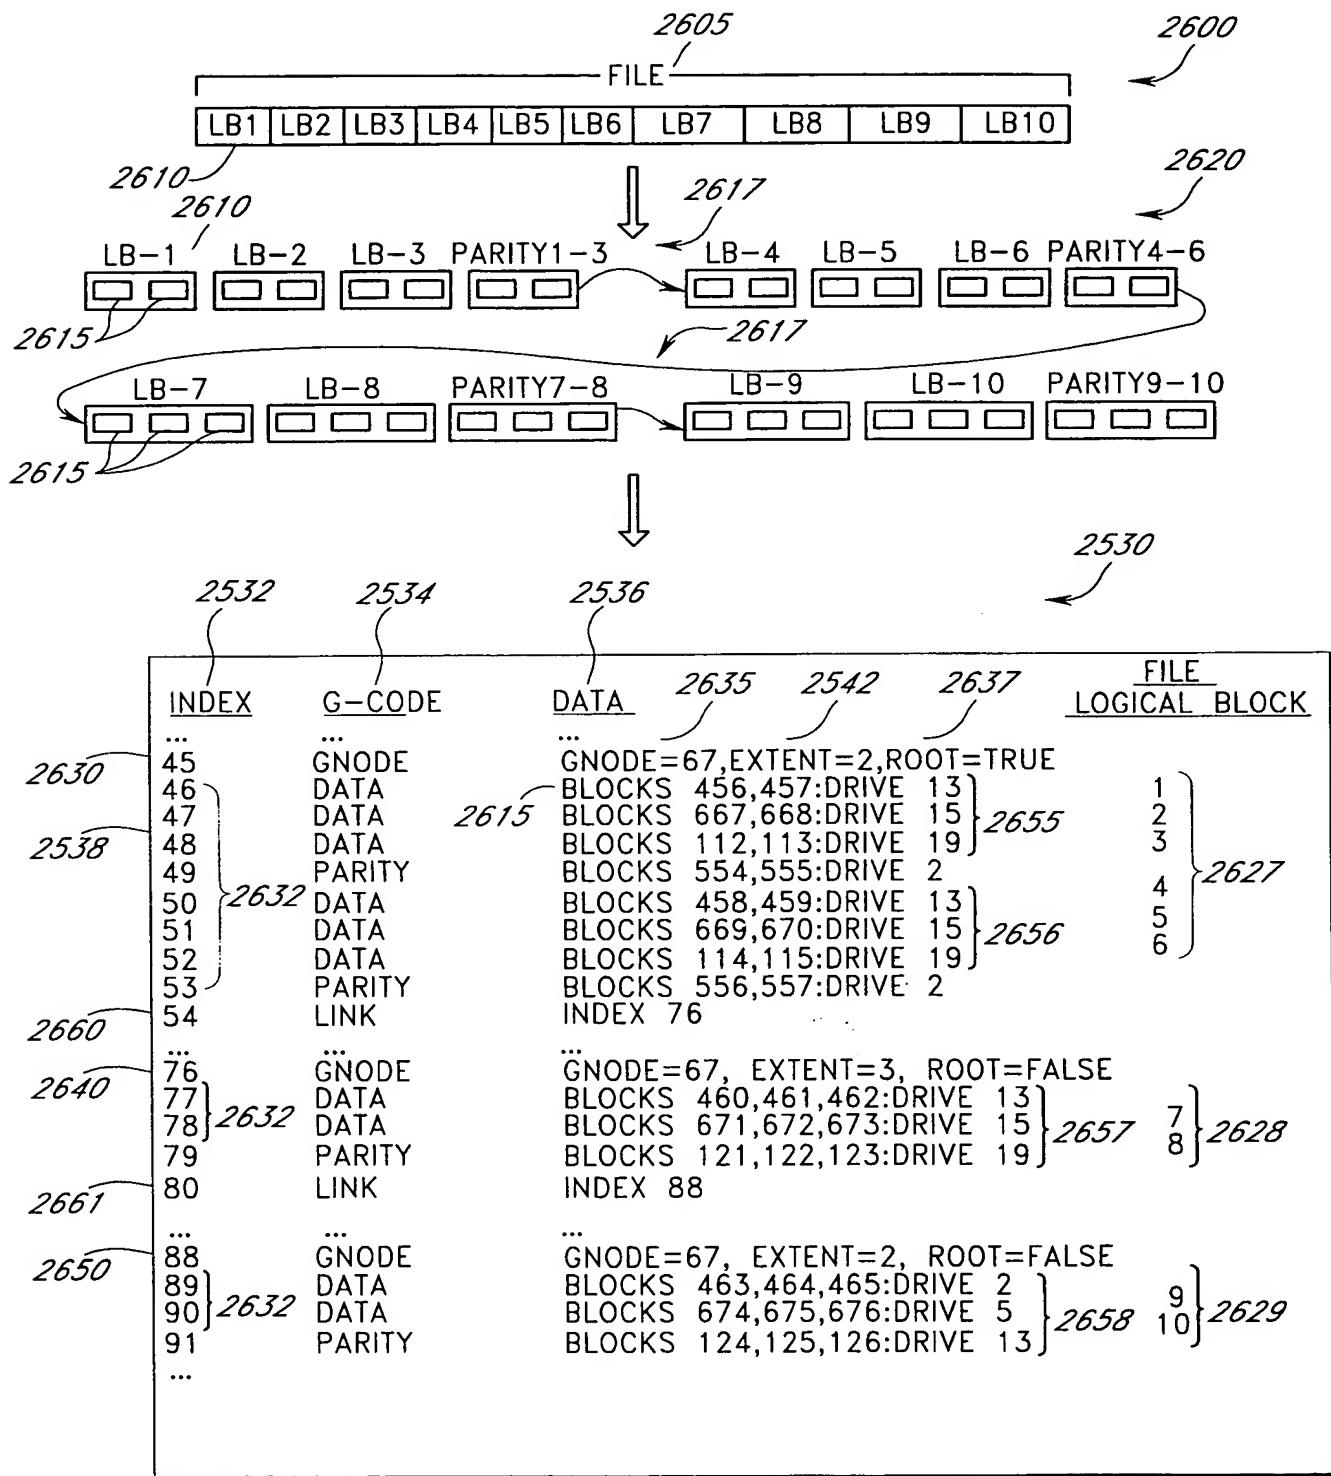 2605
2600
FILE
LB1 LB2 LB3 LB4 LB5 LB6 LB7 LB8 LB9 LB10
2610
2620
2610
2617
LB-1 LB-2 LB-3 PARITY1-3 LB-4 LB-5 LB-6 PARITY4-6
2615
2617
LB-7 LB-8 PARITY7-8 LB-9 LB-10 PARITY9-10
2615
2530
2532 2534 2536
2635 2542 2637
FILE
INDEX G-CODE DATA LOGICAL BLOCK
... ...
2630 45 GNODE GNODE=67,EXTENT=2,ROOT=TRUE
46 DATA 2615 BLOCKS 456,457:DRIVE 13 1
47 DATA BLOCKS 667,668:DRIVE 15 2655 2
2538 48 DATA BLOCKS 112,113:DRIVE 19 3
49 PARITY BLOCKS 554,555:DRIVE 2 2627
2632 50 DATA BLOCKS 458,459:DRIVE 13 4
51 DATA BLOCKS 669,670:DRIVE 15 2656 5
52 DATA BLOCKS 114,115:DRIVE 19 6
53 PARITY BLOCKS 556,557:DRIVE 2
2660 54 LINK INDEX 76
... ... ...
2640 76 GNODE GNODE=67, EXTENT=3, ROOT=FALSE
77 DATA BLOCKS 460,461,462:DRIVE 13 7
78 2632 DATA BLOCKS 671,672,673:DRIVE 15 2657 8 2628
79 PARITY BLOCKS 121,122,123:DRIVE 19
2661 80 LINK INDEX 88
... ... ...
2650 88 GNODE GNODE=67, EXTENT=2, ROOT=FALSE
89 DATA BLOCKS 463,464,465:DRIVE 2 9
90 2632 DATA BLOCKS 674,675,676:DRIVE 5 2658 10 2629
91 PARITY BLOCKS 124,125,126:DRIVE 13
...